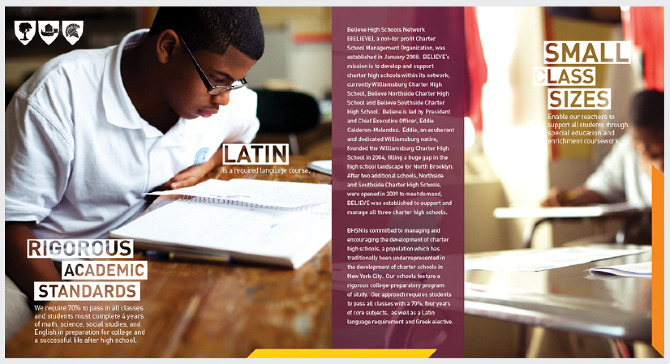 LATIN
is a required language course.
RIGOROUS
ACADEMIC
STANDARDS
We require 70% to pass in all classes
and students must complete 4 years
of math, science, social studies, and
English in preparation for college and
a successful life after high school.
Believe High Schools Network
(BELIEVE), a not-for profit Charter
School Management Organization, was
established in January 2008. BELIEVE's
mission is to develop and support
charter high schools within its network,
currently Williamsburg Charter High
School, Believe Northside Charter High
School and Believe Southside Charter
High School. Believe is led by President
and Chief Executive Officer, Eddie
Calderon-Melendez. Eddie, an exuberant
and dedicated Williamsburg native,
founded the Williamsburg Charter High
School in 2004, filling a huge gap in the
high school landscape for North Brooklyn.
After two additional schools, Northside
and Southside Charter High Schools,
were opened in 2009 to meet demand,
BELIEVE was established to support and
manage all three charter high schools.
BHSN is committed to managing and
encouraging the development of charter
high schools, a population which has
traditionally been underrepresented in
the development of charter schools in
New York City. Our schools feature a
rigorous college-preparatory program
of study. Our approach requires students
to pass all classes with a 70%, four years
of core subjects, as well as a Latin
language requirement and Greek elective.
SMALL
CLASS
SIZES
Enable our teachers to
support all students through
special education and
enrichment coursework.